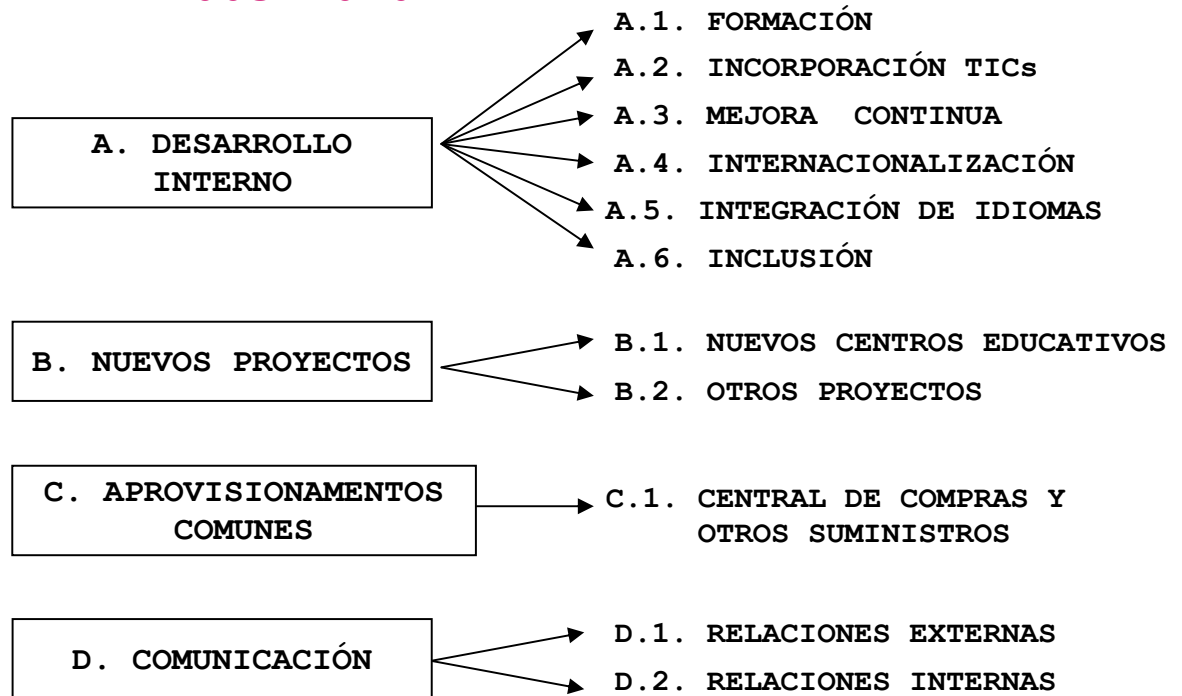 A. DESARROLLO
INTERNO
A.1. FORMACIÓN
A.2. INCORPORACIÓN TICs
A.3. MEJORA CONTINUA
A.4. INTERNACIONALIZACIÓN
A.5. INTEGRACIÓN DE IDIOMAS
A.6. INCLUSIÓN
B. NUEVOS PROYECTOS
B.1. NUEVOS CENTROS EDUCATIVOS
B.2. OTROS PROYECTOS
C. APROVISIONAMENTOS
COMUNES
C.1. CENTRAL DE COMPRAS Y
OTROS SUMINISTROS
D. COMUNICACIÓN
D.1. RELACIONES EXTERNAS
D.2. RELACIONES INTERNAS